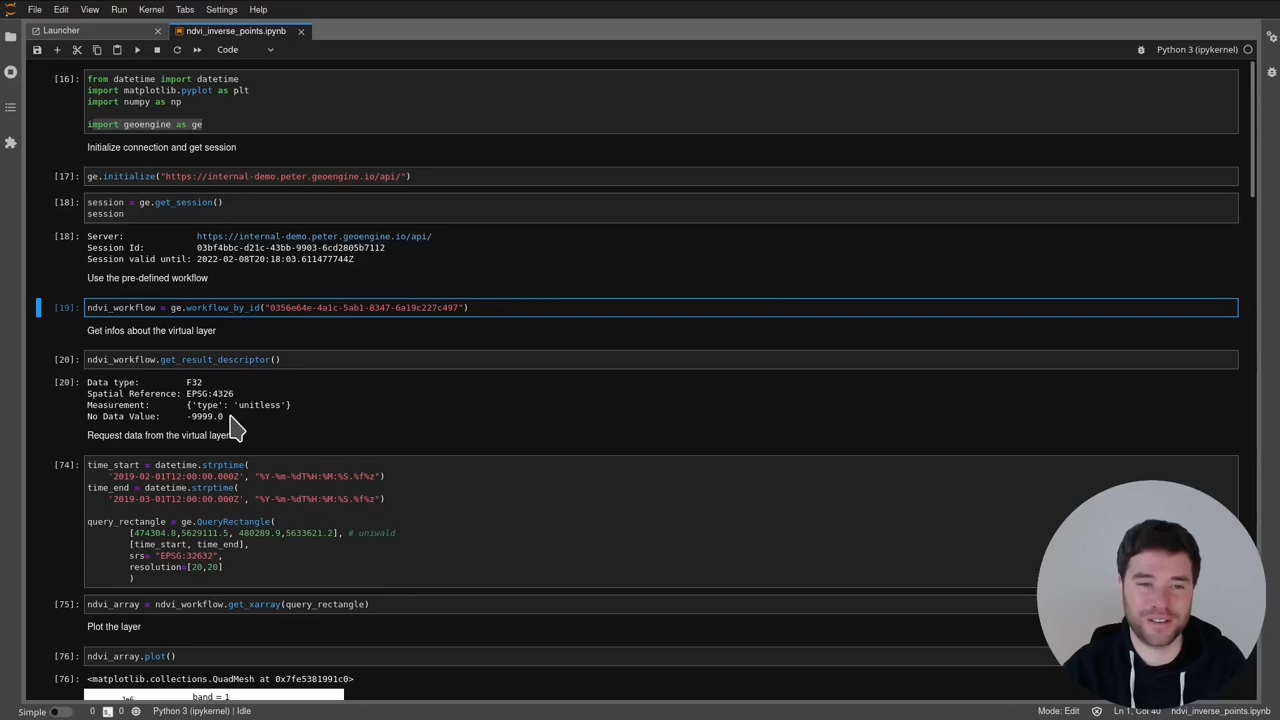 File Edit View Run Kernel Tabs Settings Help
Launcher
ndvi_inverse_points.ipynb
Code
Python 3 (ipykernel)
[16]: from datetime import datetime
import matplotlib.pyplot as plt
import numpy as np
import geoengine as ge
Initialize connection and get session
[17]: ge.initialize("https://internal-demo.peter.geoengine.io/api/")
[18]: session = ge.get_session()
session
[18]: Server: https://internal-demo.peter.geoengine.io/api/
Session Id: 03bf4bbc-d21c-43bb-9903-6cd2805b7112
Session valid until: 2022-02-08T20:18:03.611477744Z
Use the pre-defined workflow
[19]: ndvi_workflow = ge.workflow_by_id("0356e64e-4a1c-5ab1-8347-6a19c227c497")
Get infos about the virtual layer
[20]: ndvi_workflow.get_result_descriptor()
[20]: Data type: F32
Spatial Reference: EPSG:4326
Measurement: {'type': 'unitless'}
No Data Value: -9999.0
Request data from the virtual layer
[74]: time_start = datetime.strptime(
'2019-02-01T12:00:00.000Z', "%Y-%m-%dT%H:%M:%S.%f%z")
time_end = datetime.strptime(
'2019-03-01T12:00:00.000Z', "%Y-%m-%dT%H:%M:%S.%f%z")
query_rectangle = ge.QueryRectangle(
[474304.8,5629111.5, 480289.9,5633621.2], # uniwald
[time_start, time_end],
srs= "EPSG:32632",
resolution=[20,20]
)
[75]: ndvi_array = ndvi_workflow.get_xarray(query_rectangle)
Plot the layer
[76]: ndvi_array.plot()
[76]: <matplotlib.collections.QuadMesh at 0x7fe5381991c0>
1e6 band = 1
Simple 0 0 Python 3 (ipykernel) | Idle
Mode: Edit Ln 1, Col 40 ndvi_inverse_points.ipynb